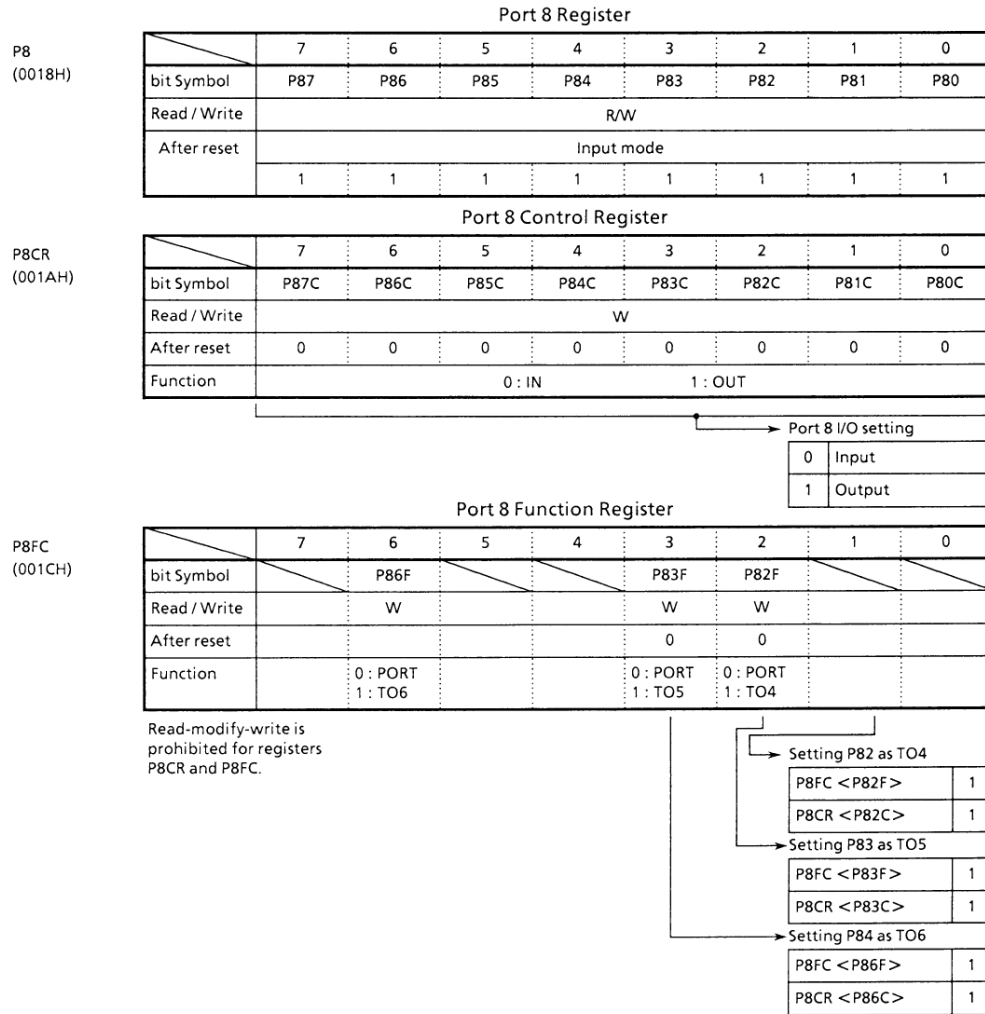 Port 8 Register
P8
(0018H)
7 6 5 4 3 2 1 0
bit Symbol P87 P86 P85 P84 P83 P82 P81 P80
Read / Write R/W
After reset Input mode
1 1 1 1 1 1 1 1
Port 8 Control Register
P8CR
(001AH)
7 6 5 4 3 2 1 0
bit Symbol P87C P86C P85C P84C P83C P82C P81C P80C
Read / Write W
After reset 0 0 0 0 0 0 0 0
Function 0 : IN 1 : OUT
Port 8 I/O setting
0 Input
1 Output
Port 8 Function Register
P8FC
(001CH)
7 6 5 4 3 2 1 0
bit Symbol P86F P83F P82F
Read / Write W W W
After reset 0 0
Function 0 : PORT 0 : PORT 0 : PORT
1 : TO6 1 : TO5 1 : TO4
Read-modify-write is
prohibited for registers
P8CR and P8FC.
Setting P82 as TO4
P8FC <P82F> 1
P8CR <P82C> 1
Setting P83 as TO5
P8FC <P83F> 1
P8CR <P83C> 1
Setting P84 as TO6
P8FC <P86F> 1
P8CR <P86C> 1